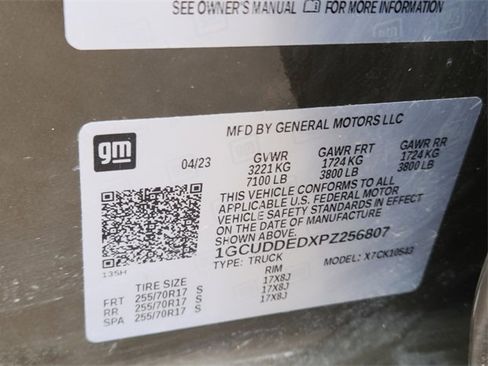 SEE OWNER'S MANUAL FOR MORE INFORMATION
gm
MFD BY GENERAL MOTORS LLC
04/23 GVWR GAWR FRT GAWR RR
3221 KG 1724 KG 1724 KG
7100 LB 3800 LB 3800 LB
THIS VEHICLE CONFORMS TO ALL
APPLICABLE U.S. FEDERAL MOTOR
VEHICLE SAFETY STANDARDS IN EFFECT
ON THE DATE OF MANUFACTURE
1GCUDDEDXPZ256807
TYPE: TRUCK MODEL: X7CK10543
135H
TIRE SIZE RIM
FRT 255/70R17 S 17X8J
RR 255/70R17 S 17X8J
SPA 255/70R17 S 17X8J